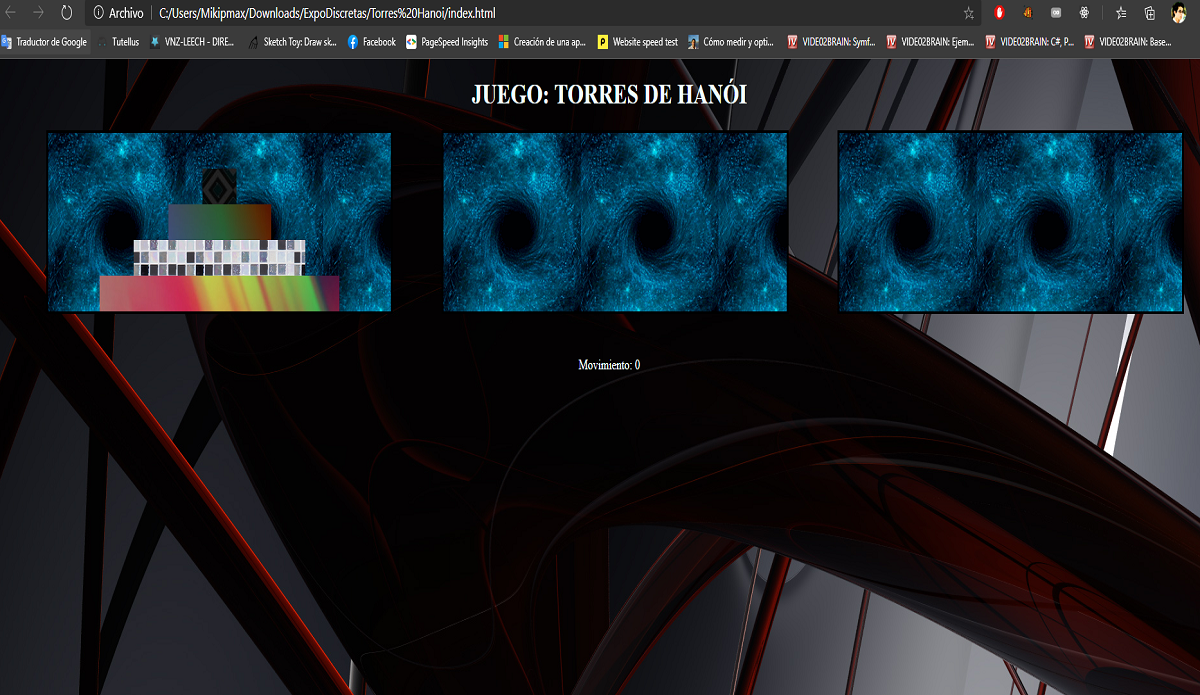 Archivo C:/Users/Mikipmax/Downloads/ExpoDiscretas/Torres%20Hanoi/index.html
Traductor de Google Tutellus VNZ-LEECH - DIRE... Sketch Toy: Draw sk... Facebook PageSpeed Insights Creación de una ap... Website speed test Cómo medir y opti... VIDEO2BRAIN: Symf... VIDEO2BRAIN: Ejem... VIDEO2BRAIN: C#, P... VIDEO2BRAIN: Base...
JUEGO: TORRES DE HANÓI
Movimiento: 0